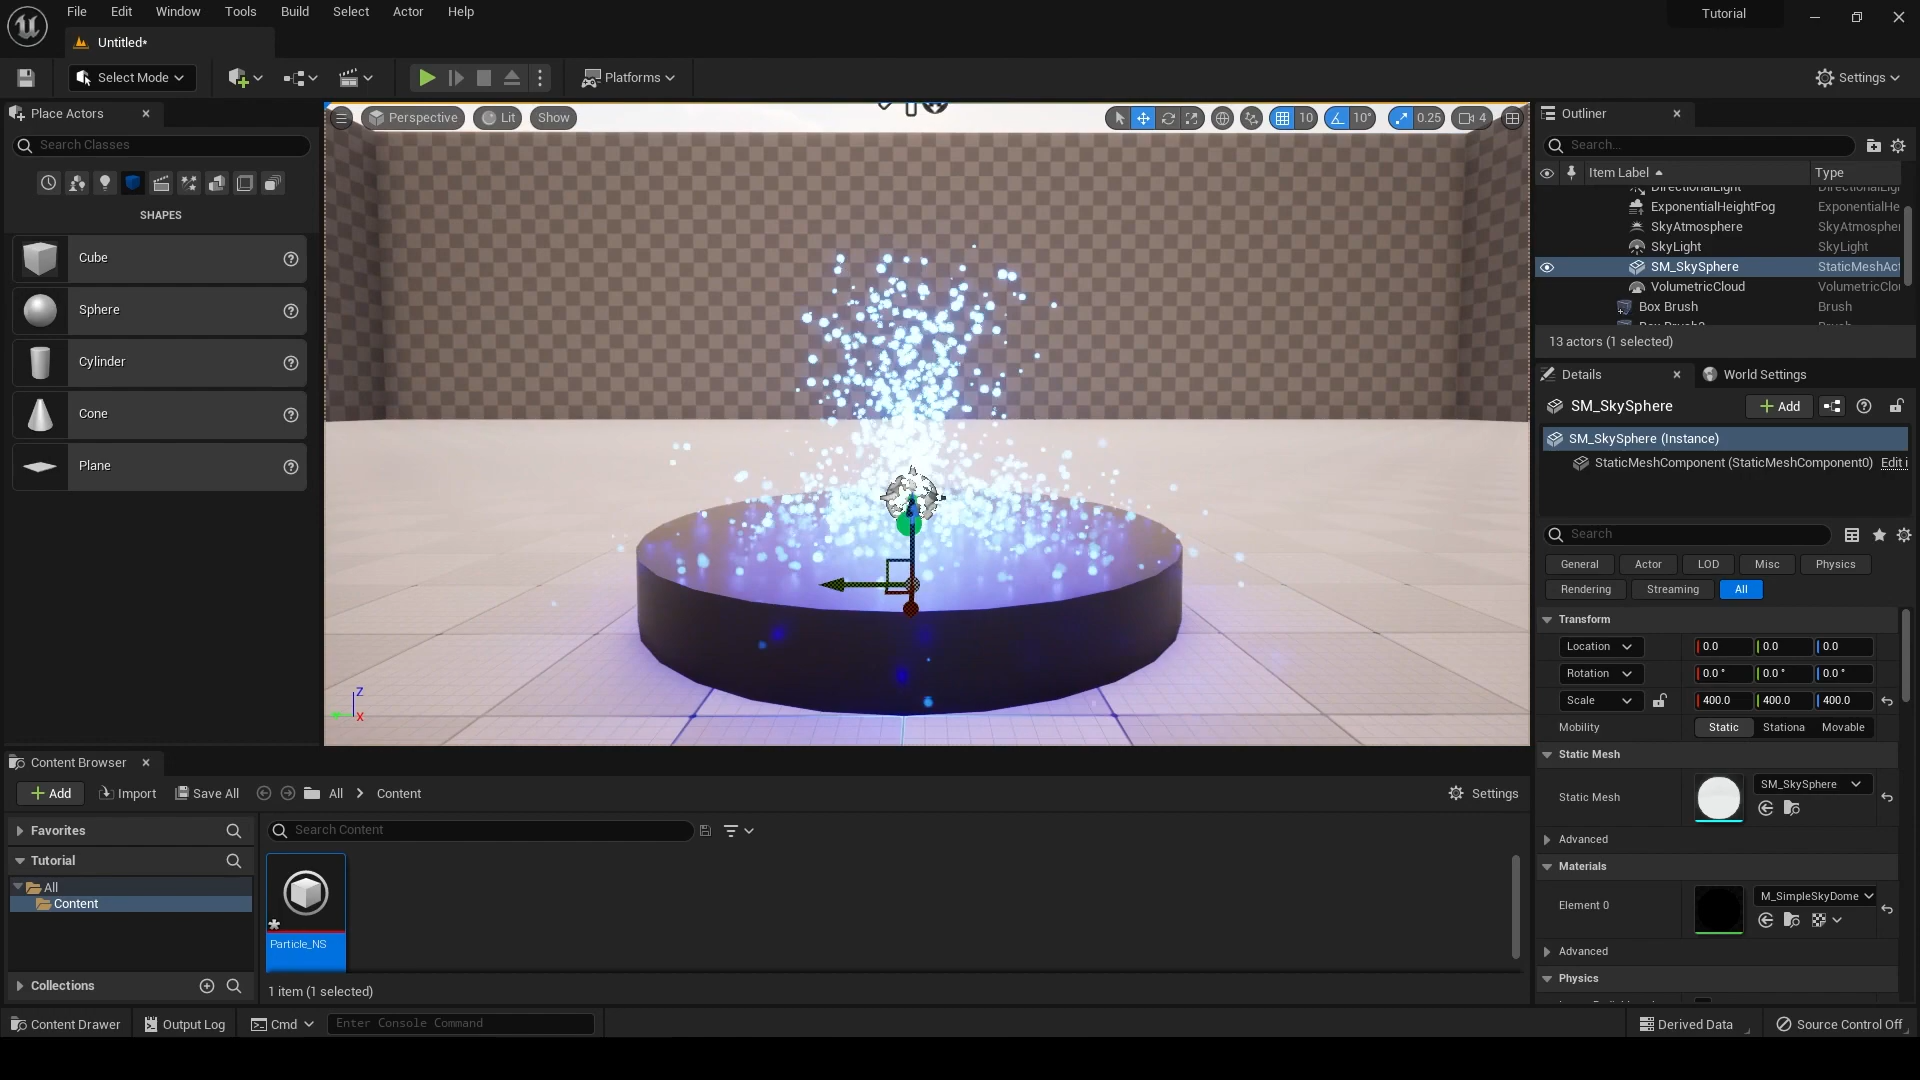 File Edit Window Tools Build Select Actor Help
Tutorial
Untitled*
Select Mode
Platforms
Settings
Place Actors
Search Classes
SHAPES
Cube
Sphere
Cylinder
Cone
Plane
Perspective Lit Show
10 10° 0.25 4
Z
X
Outliner
Search...
Item Label Type
DirectionalLight DirectionalLig
ExponentialHeightFog ExponentialHe
SkyAtmosphere SkyAtmospher
SkyLight SkyLight
SM_SkySphere StaticMeshAct
VolumetricCloud VolumetricClou
Box Brush Brush
13 actors (1 selected)
Details World Settings
SM_SkySphere Add
SM_SkySphere (Instance)
StaticMeshComponent (StaticMeshComponent0) Edit i
Search
General Actor LOD Misc Physics
Rendering Streaming All
Transform
Location 0.0 0.0 0.0
Rotation 0.0 ° 0.0 ° 0.0 °
Scale 400.0 400.0 400.0
Mobility Static Stationa Movable
Static Mesh
Static Mesh SM_SkySphere
Advanced
Materials
Element 0 M_SimpleSkyDome
Advanced
Physics
Content Browser
Add Import Save All All Content Settings
Favorites
Search Content
Tutorial
All
Content
Particle_NS
Collections
1 item (1 selected)
Content Drawer Output Log Cmd Enter Console Command Derived Data Source Control Off